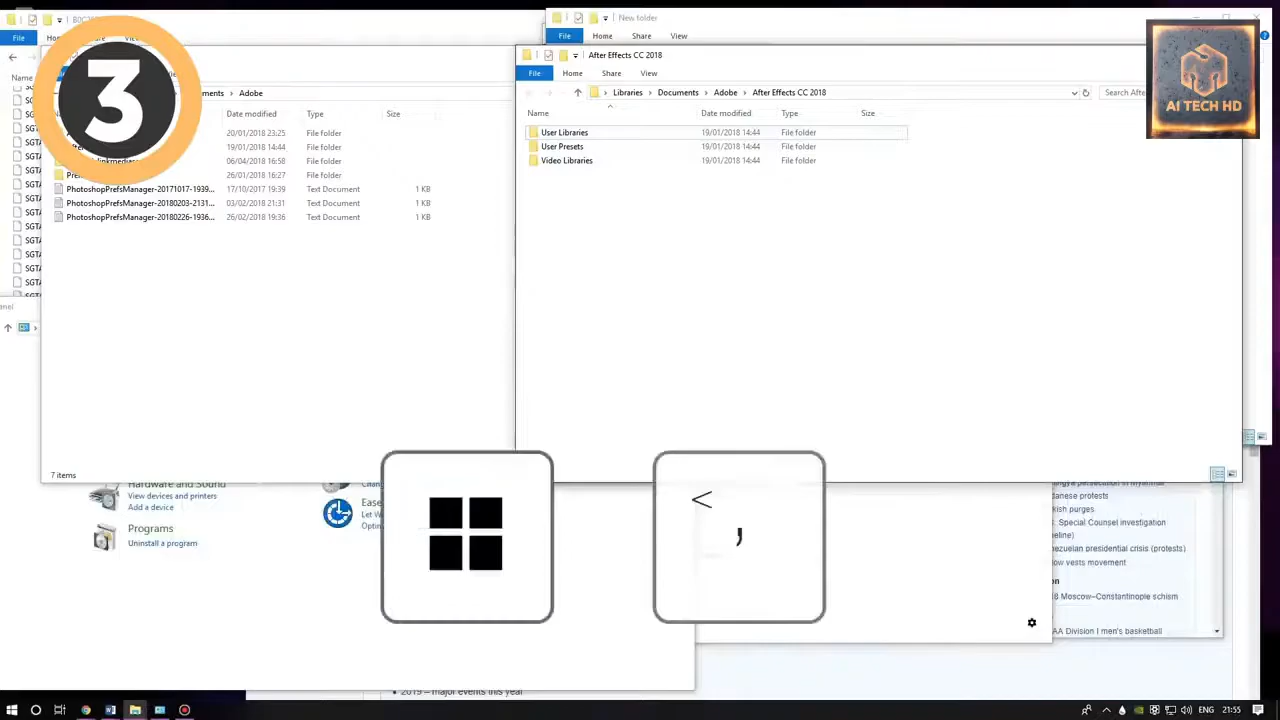 New folder
File Home Share View
After Effects CC 2018
File Home Share View
3
AI TECH HD
Adobe
Libraries > Documents > Adobe > After Effects CC 2018
Name Date modified Type Size
Name Date modified Type Size
20/01/2018 23:25 File folder
19/01/2018 14:44 File folder
06/04/2018 16:58 File folder
26/01/2018 16:27 File folder
PhotoshopPrefsManager-20171017-1939... 17/10/2017 19:39 Text Document 1 KB
PhotoshopPrefsManager-20180203-2131... 03/02/2018 21:31 Text Document 1 KB
PhotoshopPrefsManager-20180226-1936... 26/02/2018 19:36 Text Document 1 KB
User Libraries 19/01/2018 14:44 File folder
User Presets 19/01/2018 14:44 File folder
Video Libraries 19/01/2018 14:44 File folder
7 items
Hardware and Sound
View devices and printers
Add a device
Programs
Uninstall a program
<
,
danese protests
Special Counsel investigation
presidential crisis (protests)
vests movement
Moscow–Constantinople schism
AA Division I men's basketball
2019 – major events this year
ENG 21:55